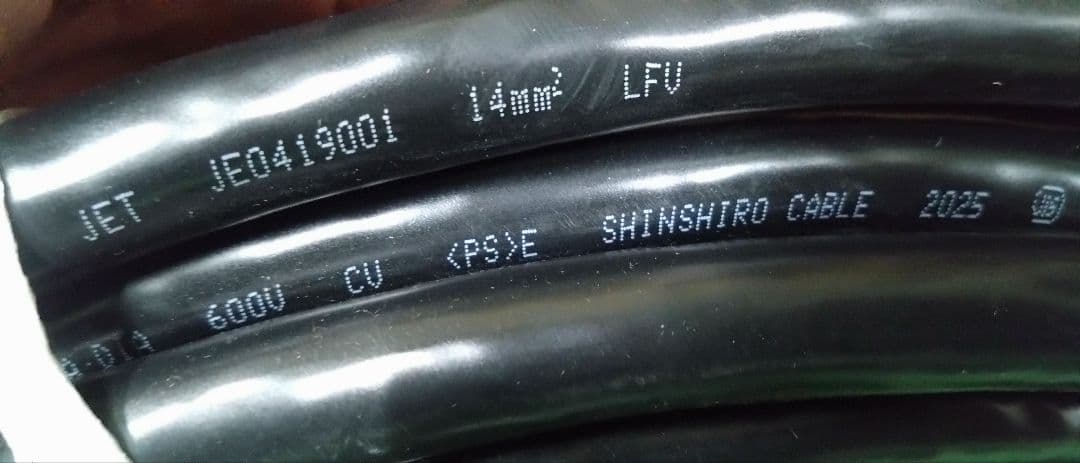 JET JE0419001 14mm² LFV
600V CV <PS>E SHINSHIRO CABLE 2025